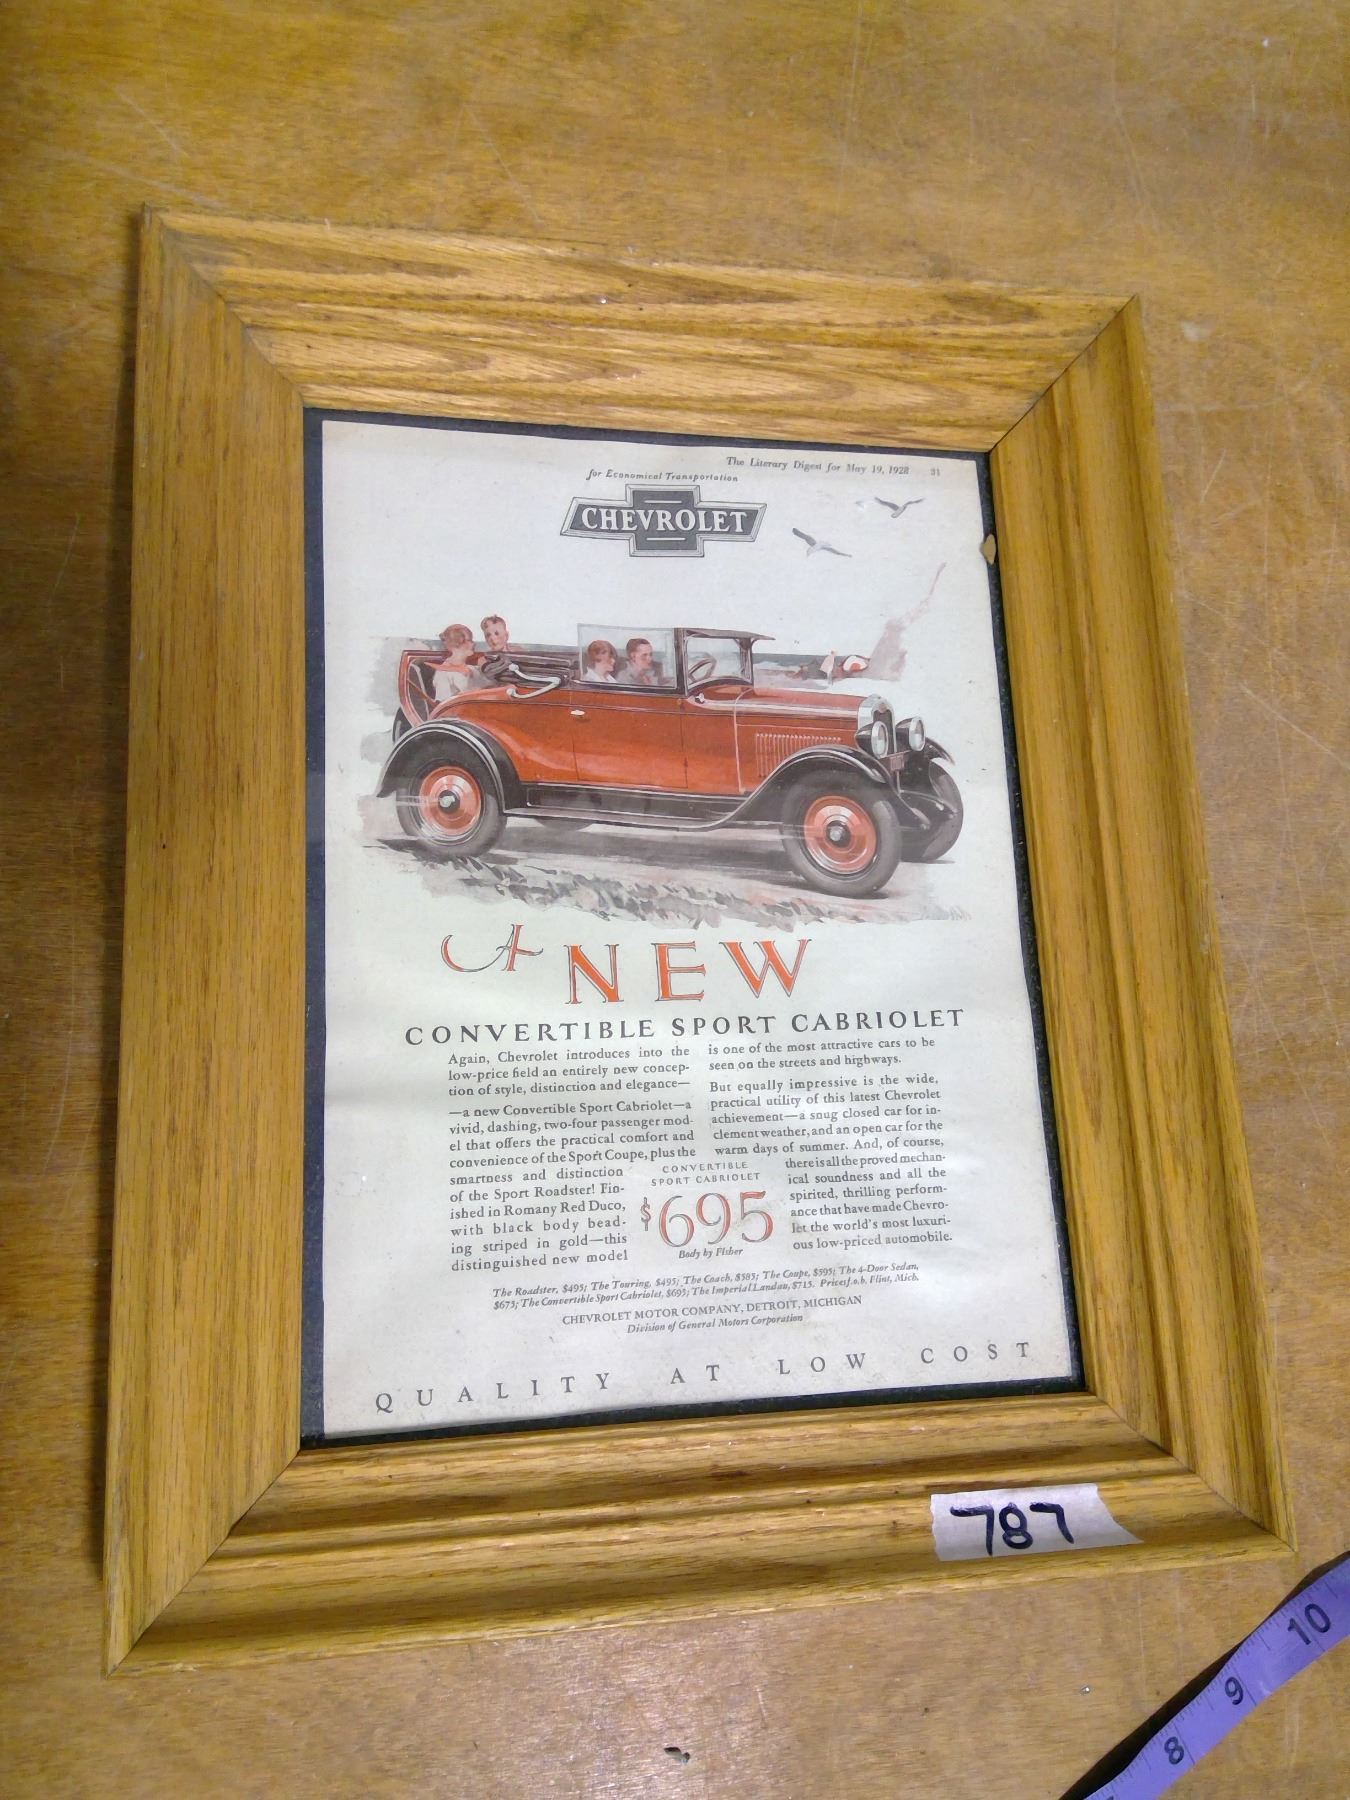 The Literary Digest for May 19, 1928 31
for Economical Transportation
CHEVROLET
A NEW
CONVERTIBLE SPORT CABRIOLET
Again, Chevrolet introduces into the
low-price field an entirely new concep-
tion of style, distinction and elegance—
—a new Convertible Sport Cabriolet—a
vivid, dashing, two-four passenger mod-
el that offers the practical comfort and
convenience of the Sport Coupe, plus the
smartness and distinction
of the Sport Roadster! Fin-
ished in Romany Red Duco,
with black body bead-
ing striped in gold—this
distinguished new model
is one of the most attractive cars to be
seen on the streets and highways.
But equally impressive is the wide,
practical utility of this latest Chevrolet
achievement—a snug closed car for in-
clement weather, and an open car for the
warm days of summer. And, of course,
there is all the proved mechan-
ical soundness and all the
spirited, thrilling perform-
ance that have made Chevro-
let the world's most luxuri-
ous low-priced automobile.
CONVERTIBLE
SPORT CABRIOLET
$695
Body by Fisher
The Roadster, $495; The Touring, $495; The Coach, $585; The Coupe, $595; The 4-Door Sedan,
$675; The Convertible Sport Cabriolet, $695; The Imperial Landau, $715. Prices f.o.b. Flint, Mich.
CHEVROLET MOTOR COMPANY, DETROIT, MICHIGAN
Division of General Motors Corporation
QUALITY AT LOW COST
787
8 9 10